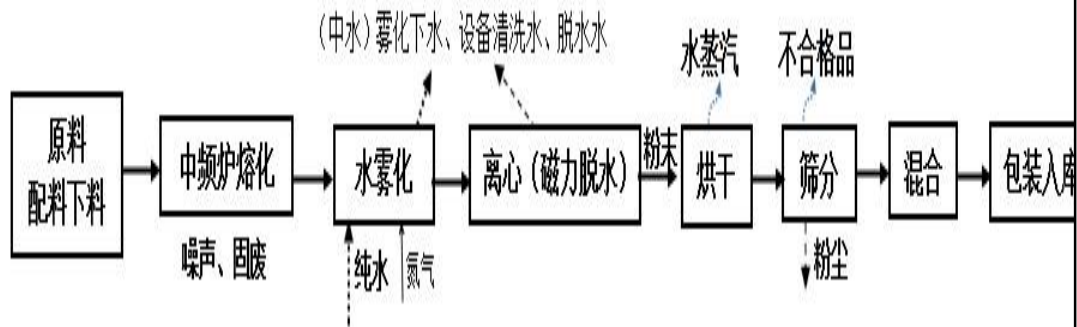 （中水）雾化下水、设备清洗水、脱水水
水蒸汽
不合格品
原料
配料下料
中频炉熔化
水雾化
离心（磁力脱水）
粉末
烘干
筛分
混合
包装入库
噪声、固废
纯水
氮气
粉尘